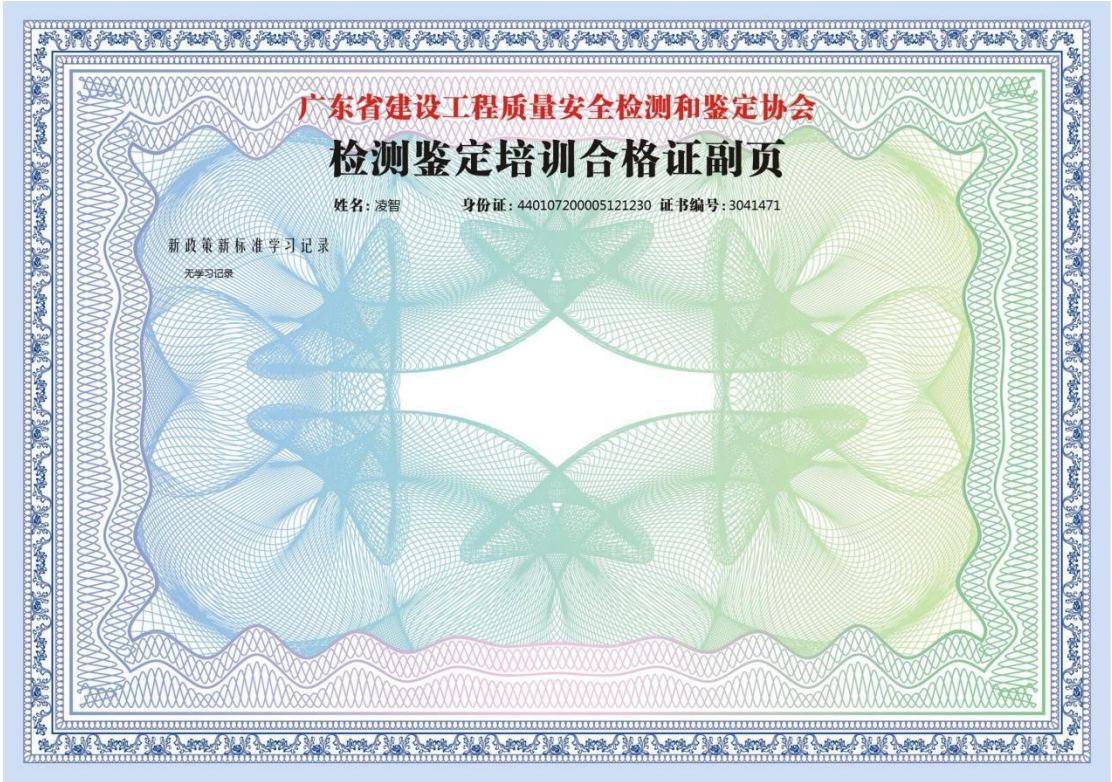 广东省建设工程质量安全检测和鉴定协会
检测鉴定培训合格证副页
姓名: 凌智 身份证: 440107200005121230 证书编号: 3041471
新政策新标准学习记录
无学习记录